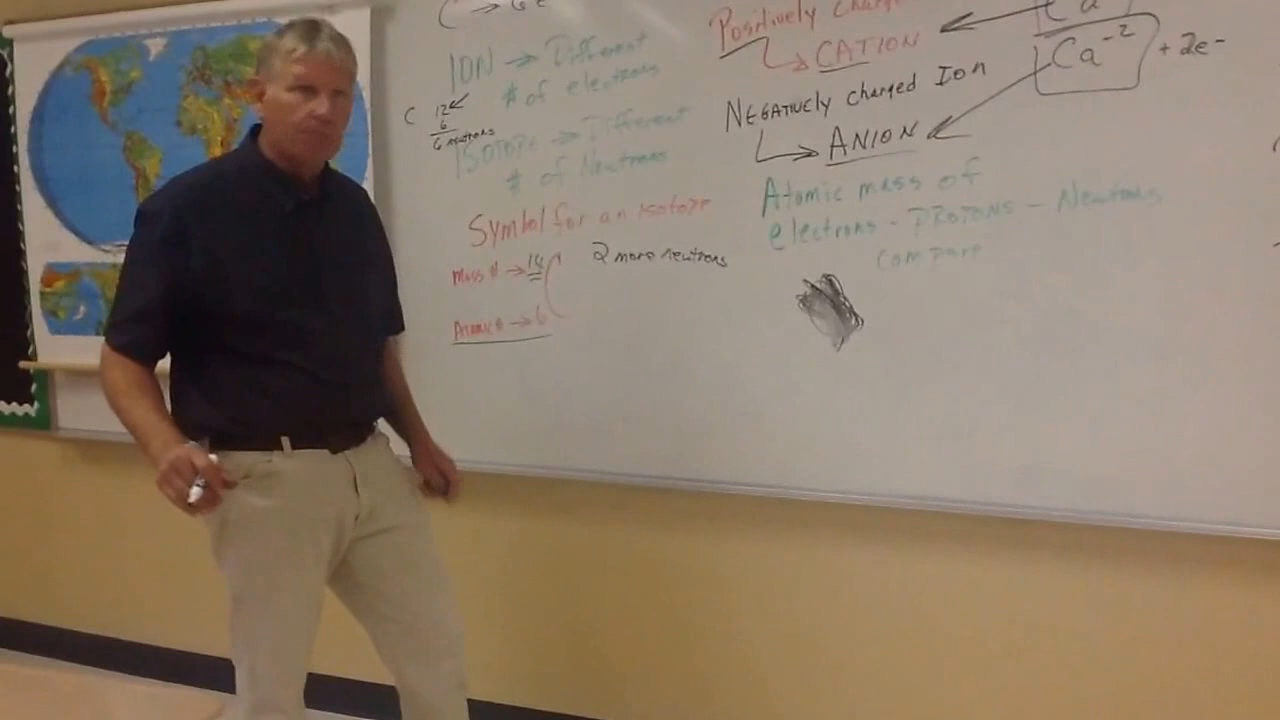 → 6e
ION → Different
# of electrons
C 12
6
6 neutrons
ISOTOPE → Different
# of Neutrons
Symbol for an isotope
Mass # → 14
2 more neutrons
Atomic # → 6
Positively Charged
CATION
Ca
Ca⁻² + 2e-
NEGATIVELY charged Ion
ANION
Atomic mass of
electrons - PROTONS - Neutrons
compare